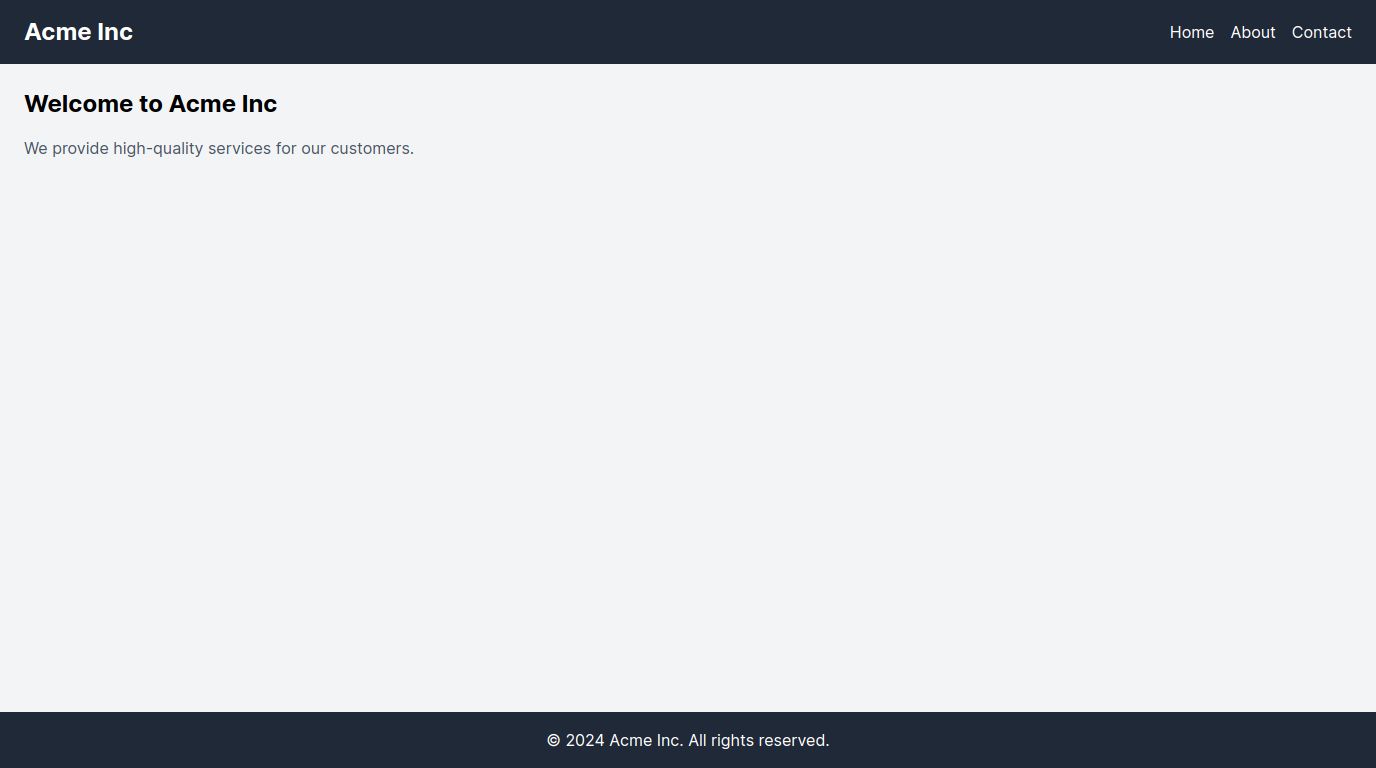 Acme Inc
Home About Contact
Welcome to Acme Inc
We provide high-quality services for our customers.
© 2024 Acme Inc. All rights reserved.